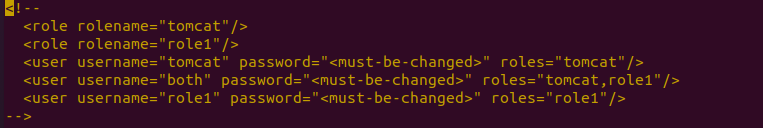 <!--
  <role rolename="tomcat"/>
  <role rolename="role1"/>
  <user username="tomcat" password="<must-be-changed>" roles="tomcat"/>
  <user username="both" password="<must-be-changed>" roles="tomcat,role1"/>
  <user username="role1" password="<must-be-changed>" roles="role1"/>
-->